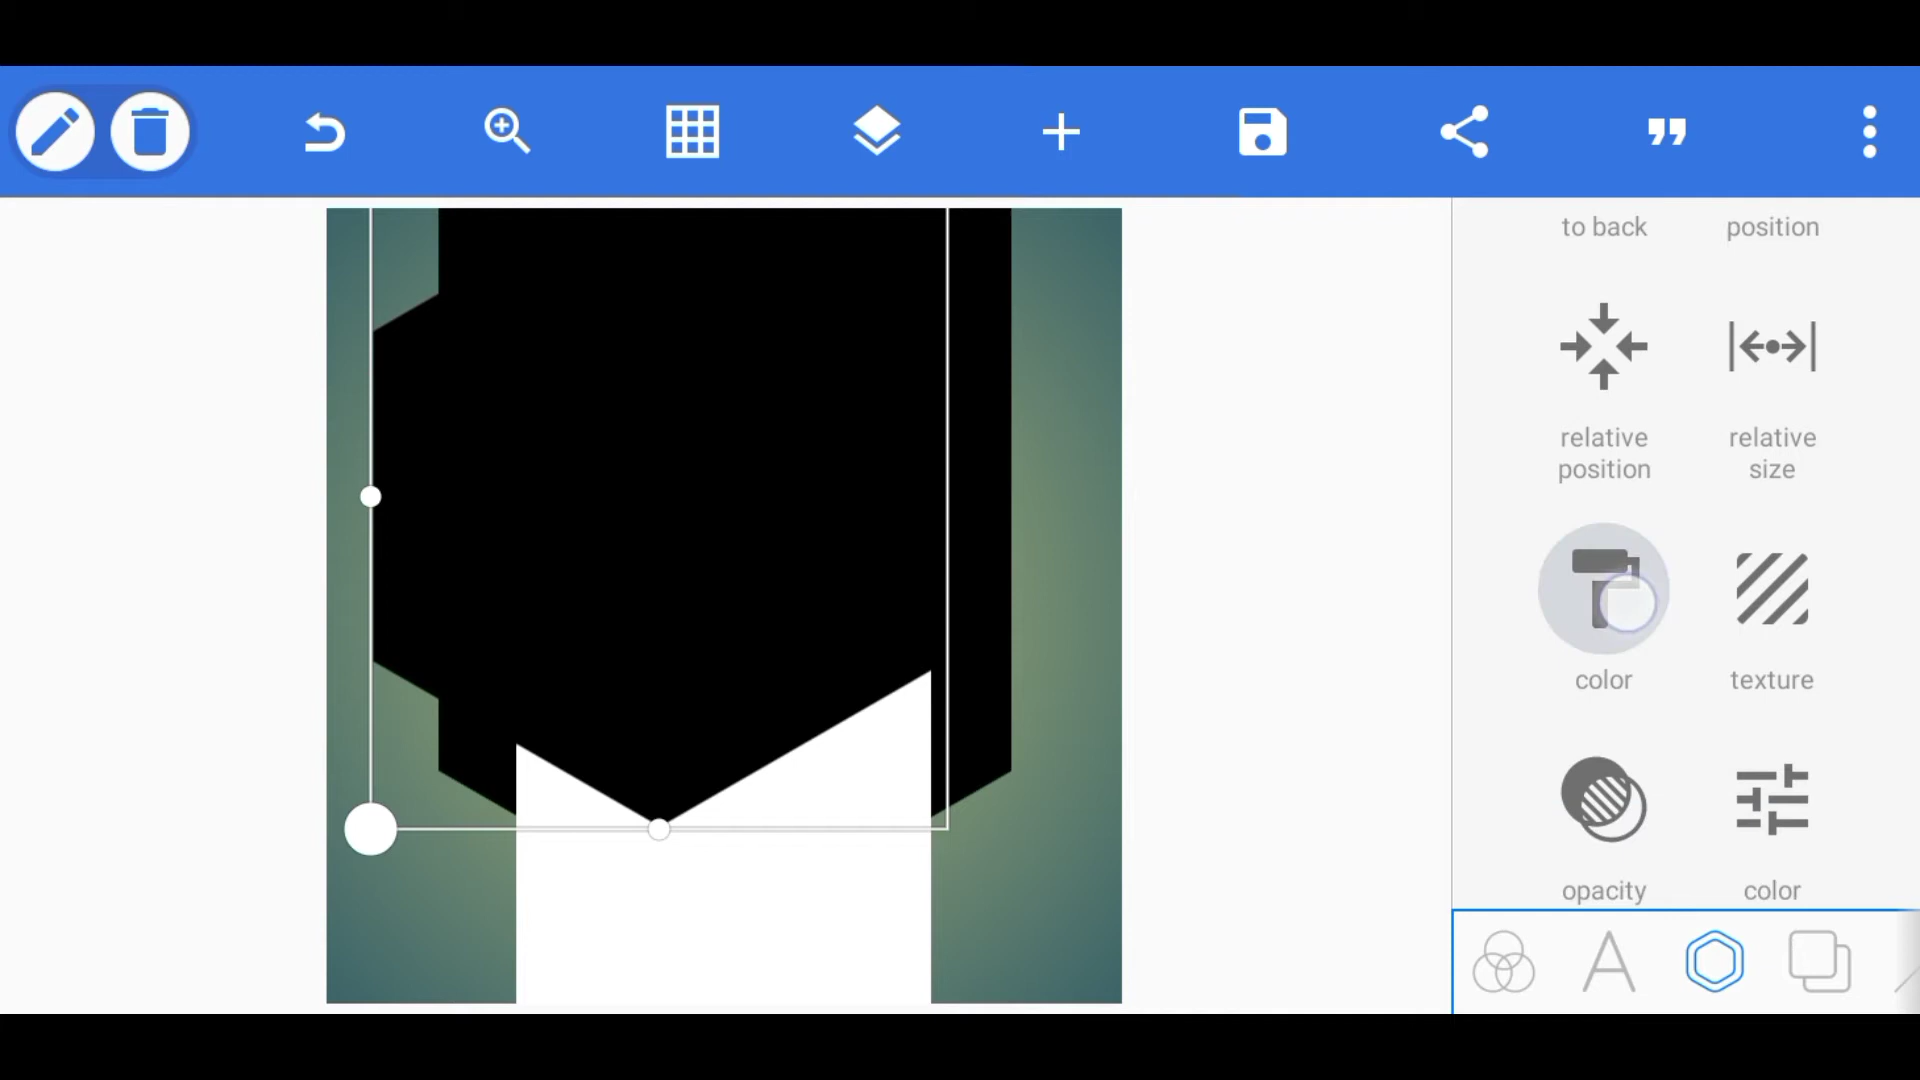 to back
position
relative
position
relative
size
color
texture
opacity
color